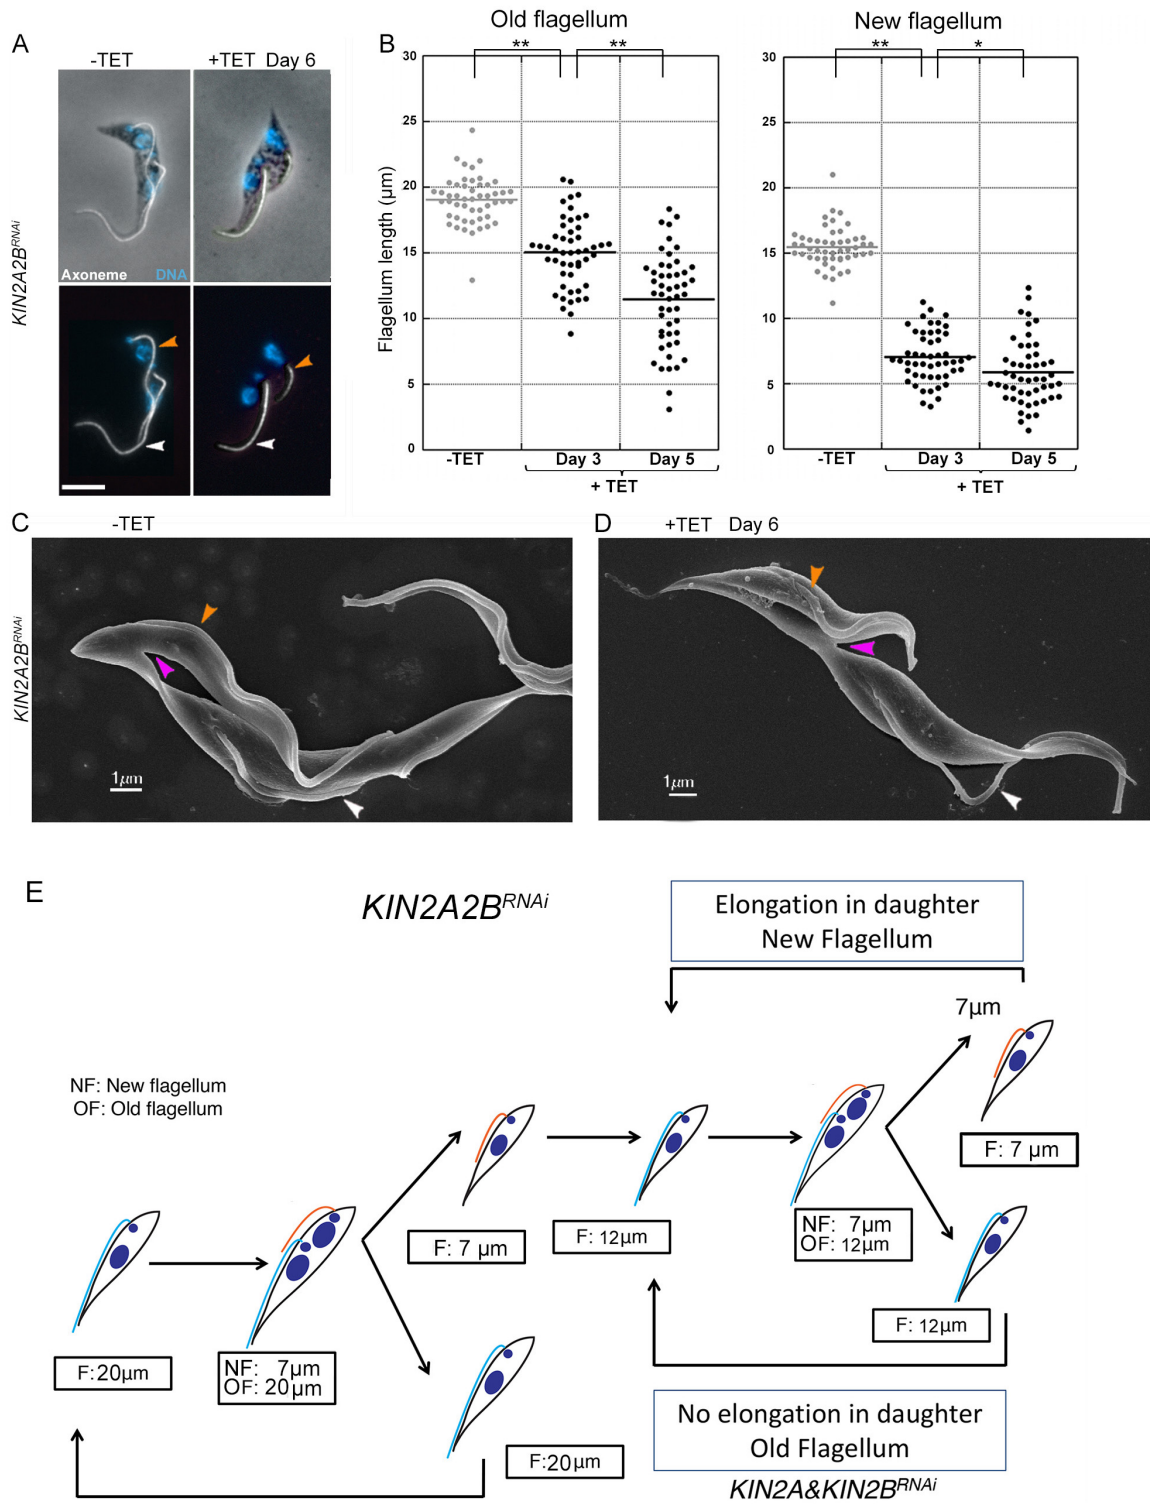 A
-TET
+TET Day 6
KIN2A2B^RNAi
Axoneme
DNA
B
Old flagellum
New flagellum
**
**
**
*
Flagellum length (µm)
30
25
20
15
10
5
0
-TET
Day 3
Day 5
+ TET
30
25
20
15
10
5
0
-TET
Day 3
Day 5
+ TET
C
-TET
D
+TET Day 6
KIN2A2B^RNAi
1µm
1µm
E
KIN2A2B^RNAi
Elongation in daughter
New Flagellum
7µm
NF: New flagellum
OF: Old flagellum
F: 7 µm
F: 7 µm
F: 12µm
NF: 7µm
OF: 12µm
F: 12µm
F:20µm
NF: 7µm
OF: 20µm
F:20µm
No elongation in daughter
Old Flagellum
KIN2A&KIN2B^RNAi